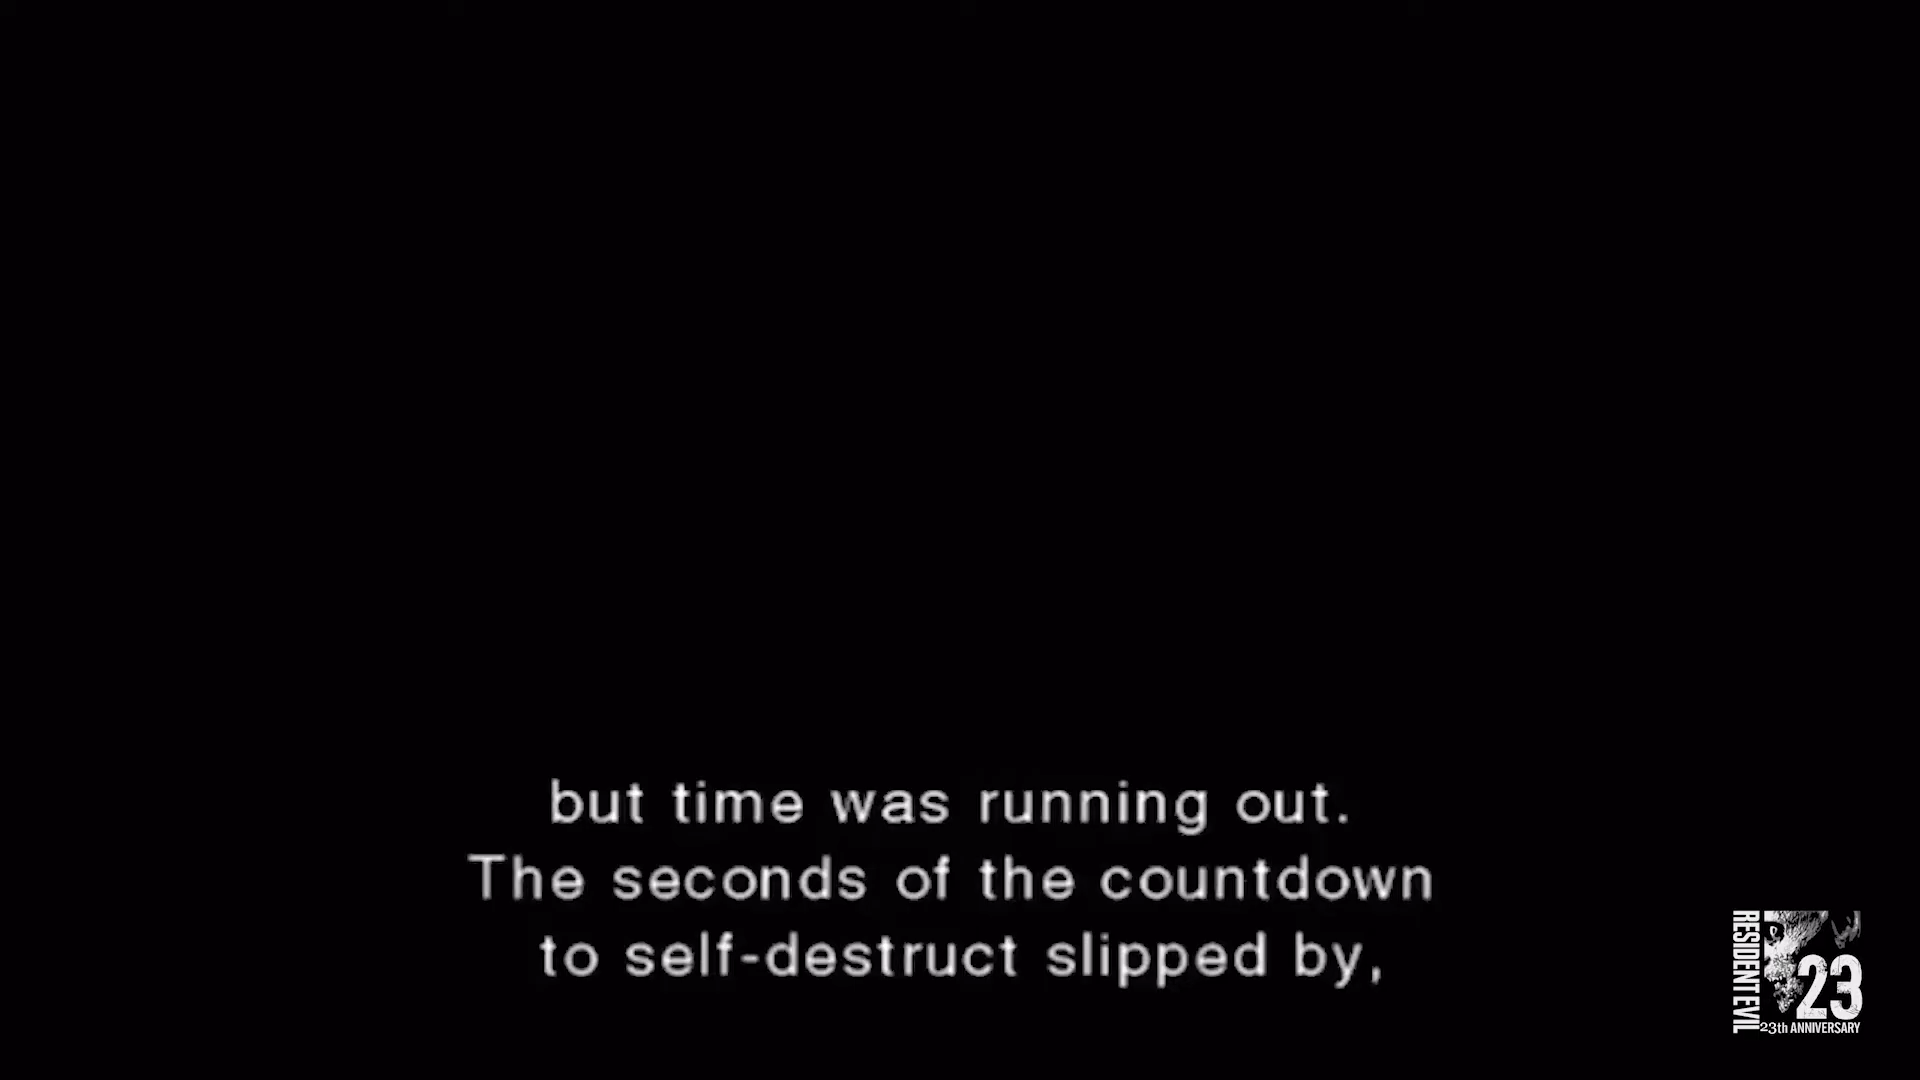 but time was running out.
The seconds of the countdown
to self-destruct slipped by,
RESIDENT EVIL
23
23th ANNIVERSARY